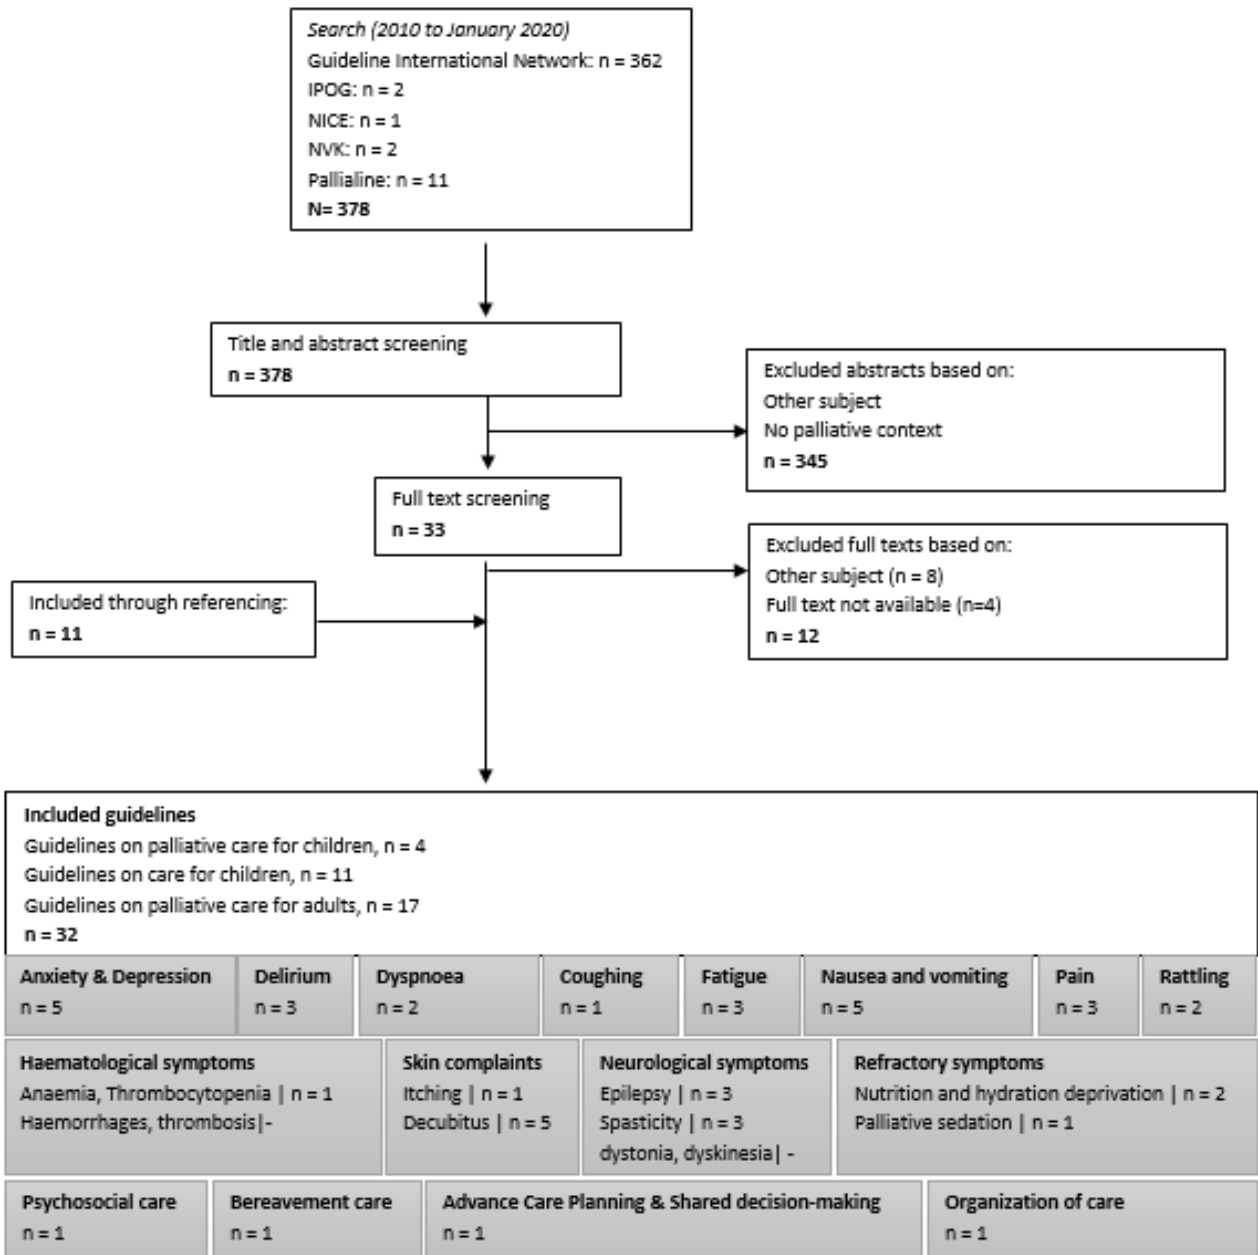 Search (2010 to January 2020)
Guideline International Network: n = 362
IPOG: n = 2
NICE: n = 1
NVK: n = 2
Pallialine: n = 11
N= 378
Title and abstract screening
n = 378
Excluded abstracts based on:
Other subject
No palliative context
n = 345
Full text screening
n = 33
Excluded full texts based on:
Other subject (n = 8)
Full text not available (n=4)
n = 12
Included through referencing:
n = 11
Included guidelines
Guidelines on palliative care for children, n = 4
Guidelines on care for children, n = 11
Guidelines on palliative care for adults, n = 17
n = 32
Anxiety & Depression
n = 5
Delirium
n = 3
Dyspnoea
n = 2
Coughing
n = 1
Fatigue
n = 3
Nausea and vomiting
n = 5
Pain
n = 3
Rattling
n = 2
Haematological symptoms
Anaemia, Thrombocytopenia | n = 1
Haemorrhages, thrombosis|-
Skin complaints
Itching | n = 1
Decubitus | n = 5
Neurological symptoms
Epilepsy | n = 3
Spasticity | n = 3
dystonia, dyskinesia| -
Refractory symptoms
Nutrition and hydration deprivation | n = 2
Palliative sedation | n = 1
Psychosocial care
n = 1
Bereavement care
n = 1
Advance Care Planning & Shared decision-making
n = 1
Organization of care
n = 1